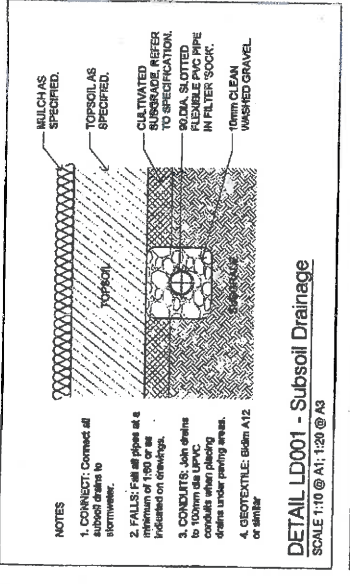 MULCH AS
SPECIFIED.
TOPSOIL AS
SPECIFIED.
CULTIVATED
SUBGRADE, REFER
TO SPECIFICATION.
90.DIA. SLOTTED
FLEXIBLE PVC PIPE
IN FILTER 'SOCK'.
10mm CLEAN
WASHED GRAVEL.
TOPSOIL
SUBGRADE
NOTES
1. CONNECT: Connect all
subsoil drains to
stormwater.
2. FALLS: Fall all pipes at a
minimum of 1:90 or as
indicated on drawings.
3. CONDUITS: Join drains
to 100mm dia UPVC
conduits when placing
drains under paving areas.
4. GEOTEXTILE: Bidim A12
or similar
DETAIL LD001 - Subsoil Drainage
SCALE 1:10 @ A1; 1:20 @ A3